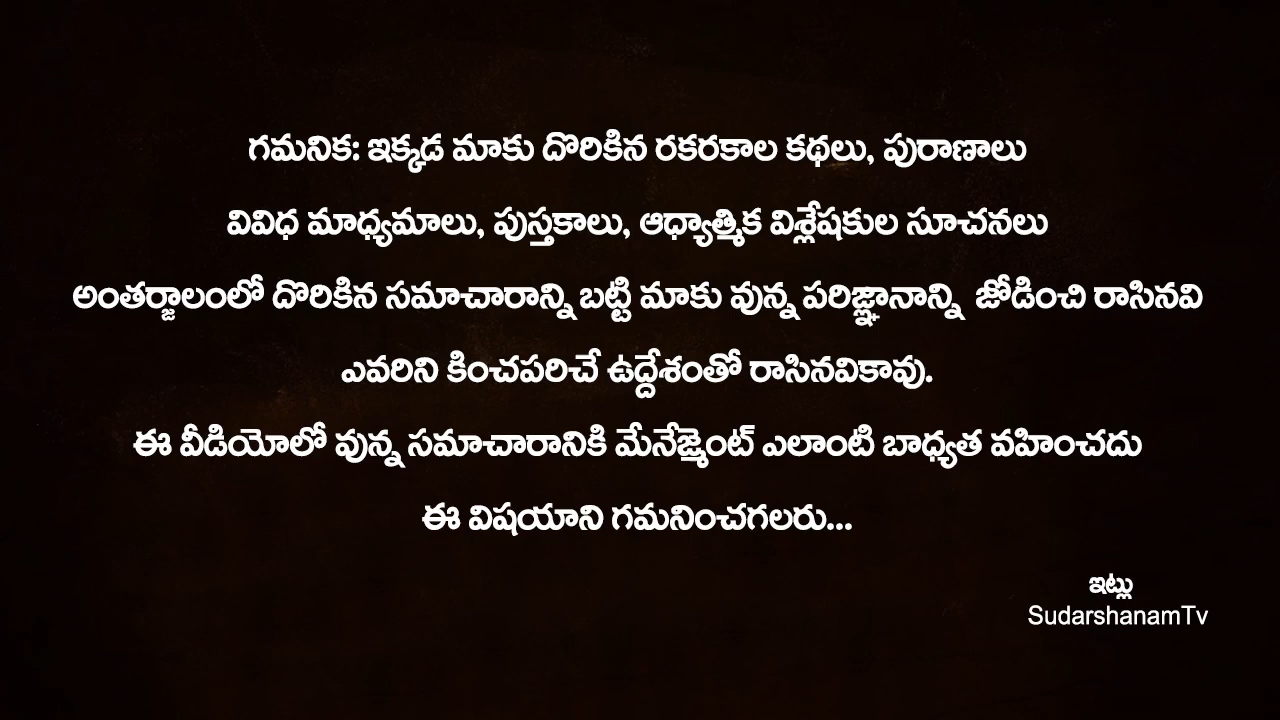 గమనిక: ఇక్కడ మాకు దొరికిన రకరకాల కథలు, పురాణాలు
వివిధ మాధ్యమాలు, పుస్తకాలు, ఆధ్యాత్మిక విశ్లేషకుల సూచనలు
అంతర్జాలంలో దొరికిన సమాచారాన్ని బట్టి మాకు వున్న పరిజ్ఞానాన్ని జోడించి రాసినవి
ఎవరిని కించపరిచే ఉద్దేశంతో రాసినవికావు.
ఈ వీడియోలో వున్న సమాచారానికి మేనేజ్మెంట్ ఎలాంటి బాధ్యత వహించదు
ఈ విషయాని గమనించగలరు...
ఇట్లు
SudarshanamTv